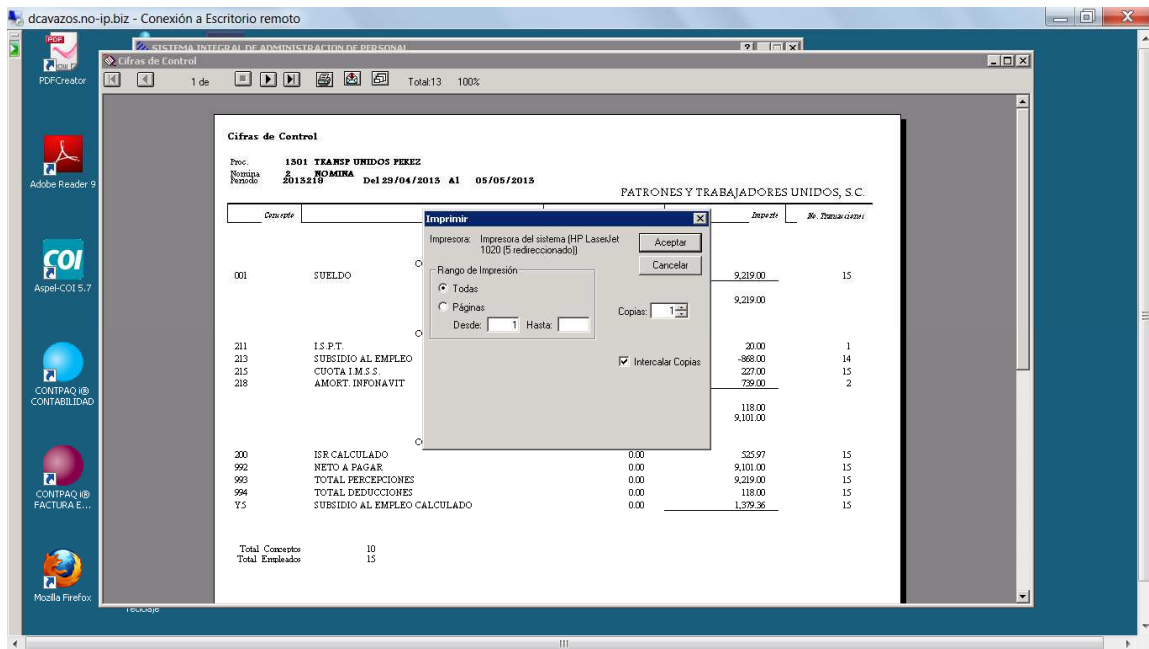 dcavazos.no-ip.biz - Conexión a Escritorio remoto
SISTEMA INTEGRAL DE ADMINISTRACION DE PERSONAL
Cifras de Control
1 de Total:13 100%
PDFCreator
Adobe Reader 9
COI
Aspel-COI 5.7
CONTPAQ i®
CONTABILIDAD
CONTPAQ i®
FACTURA E...
Mozilla Firefox
reciclaje
Cifras de Control
Proc. 1301 TRANSP UNIDOS PEREZ
Nomina 2 NOMINA
Periodo 2013218 Del 29/04/2013 Al 05/05/2013
PATRONES Y TRABAJADORES UNIDOS, S.C.
Concepto Importe No. Transacciones
001 SUELDO 9,219.00 15
9,219.00
211 I.S.P.T. 20.00 1
213 SUBSIDIO AL EMPLEO -868.00 14
215 CUOTA I.M.S.S. 227.00 15
218 AMORT. INFONAVIT 739.00 2
118.00
9,101.00
200 ISR CALCULADO 0.00 525.97 15
992 NETO A PAGAR 0.00 9,101.00 15
993 TOTAL PERCEPCIONES 0.00 9,219.00 15
994 TOTAL DEDUCCIONES 0.00 118.00 15
Y5 SUBSIDIO AL EMPLEO CALCULADO 0.00 1,379.36 15
Total Conceptos 10
Total Empleados 15
Imprimir
Impresora: Impresora del sistema (HP LaserJet
1020 (5 redireccionado))
Aceptar
Cancelar
Rango de Impresión
Todas
Páginas
Desde: 1 Hasta:
Copias: 1
Intercalar Copias